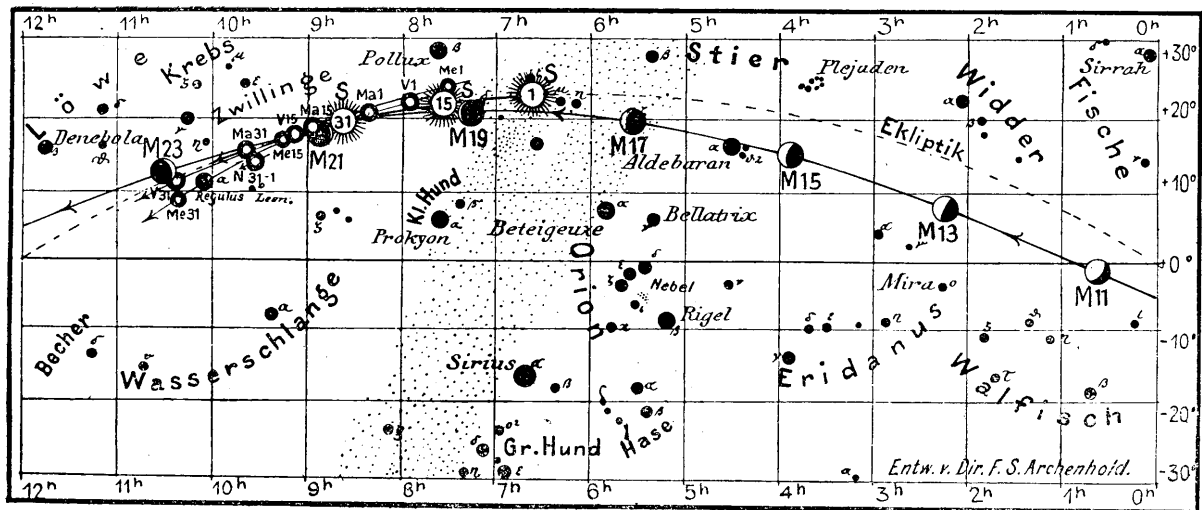 12h 11h 10h 9h 8h 7h 6h 5h 4h 3h 2h 1h 0h
+30°
Löwe
Krebs
Zwillinge
Pollux β
Stier
Plejuden
Widder
Fische
Sirrah α
S
S
S
Me1
V1
Ma1
1
15
31
+20°
Ma15
V15
Me15
Ma31
N 31-1
M23
M21
M19
M17
M15
M13
M11
Denebola
β
Ekliptik
Aldebaran
α
+10°
V31
Me31
Regulus
Leon.
Kl. Hund
Prokyon
α
β
Beteigeuxe
α
Bellatrix
γ
Orion
Nebel
+0°
Mira o
Rigel
β
Becher
Wasserschlange
α
Eridanus
Walfisch
-10°
Sirius α
β
Hase
α
β
Gr. Hund
-20°
Entw. v. Dir. F. S. Archenhold.
-30°
12h 11h 10h 9h 8h 7h 6h 5h 4h 3h 2h 1h 0h